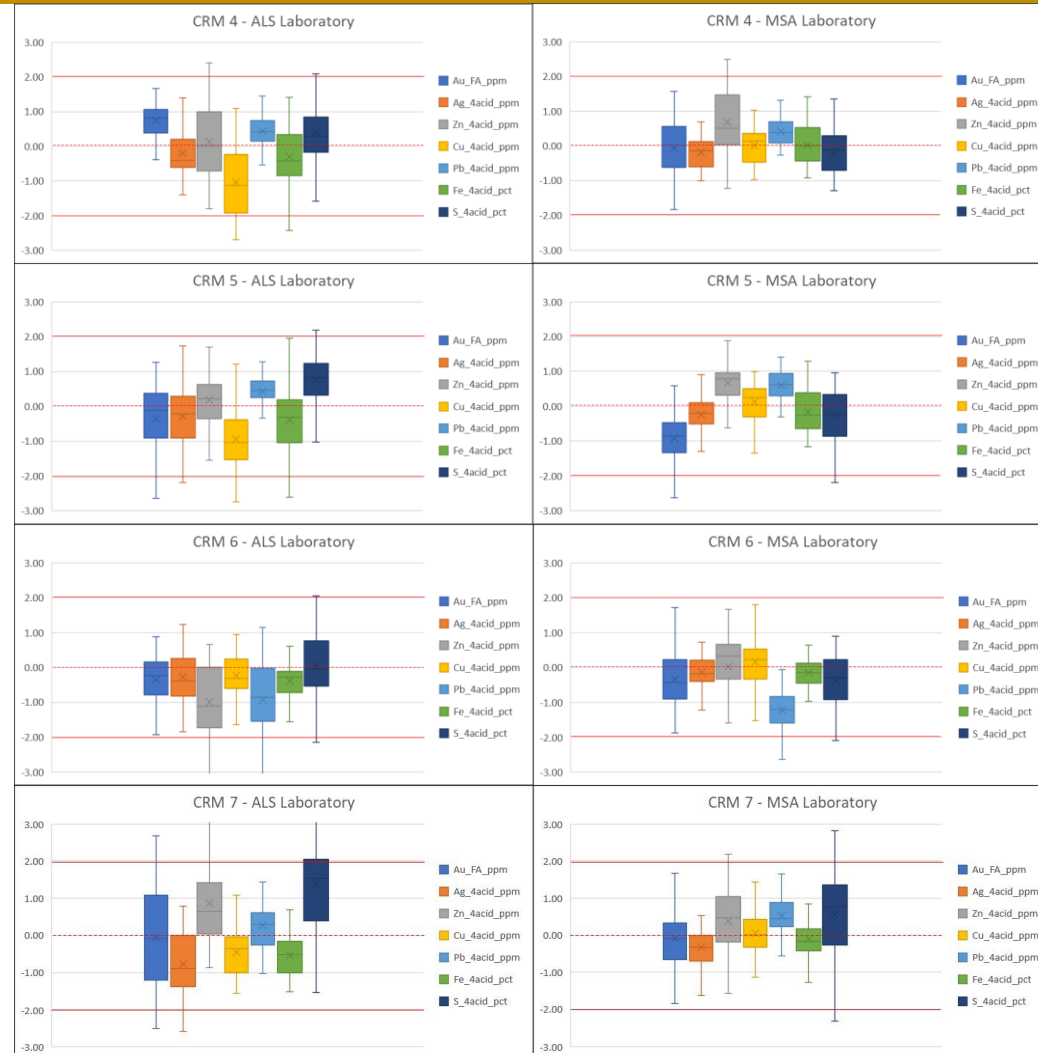 CRM 4 - ALS Laboratory
3.00
2.00
1.00
0.00
-1.00
-2.00
-3.00
Au_FA_ppm
Ag_4acid_ppm
Zn_4acid_ppm
Cu_4acid_ppm
Pb_4acid_ppm
Fe_4acid_pct
S_4acid_pct
CRM 4 - MSA Laboratory
3.00
2.00
1.00
0.00
-1.00
-2.00
-3.00
Au_FA_ppm
Ag_4acid_ppm
Zn_4acid_ppm
Cu_4acid_ppm
Pb_4acid_ppm
Fe_4acid_pct
S_4acid_pct
CRM 5 - ALS Laboratory
3.00
2.00
1.00
0.00
-1.00
-2.00
-3.00
Au_FA_ppm
Ag_4acid_ppm
Zn_4acid_ppm
Cu_4acid_ppm
Pb_4acid_ppm
Fe_4acid_pct
S_4acid_pct
CRM 5 - MSA Laboratory
3.00
2.00
1.00
0.00
-1.00
-2.00
-3.00
Au_FA_ppm
Ag_4acid_ppm
Zn_4acid_ppm
Cu_4acid_ppm
Pb_4acid_ppm
Fe_4acid_pct
S_4acid_pct
CRM 6 - ALS Laboratory
3.00
2.00
1.00
0.00
-1.00
-2.00
-3.00
Au_FA_ppm
Ag_4acid_ppm
Zn_4acid_ppm
Cu_4acid_ppm
Pb_4acid_ppm
Fe_4acid_pct
S_4acid_pct
CRM 6 - MSA Laboratory
3.00
2.00
1.00
0.00
-1.00
-2.00
-3.00
Au_FA_ppm
Ag_4acid_ppm
Zn_4acid_ppm
Cu_4acid_ppm
Pb_4acid_ppm
Fe_4acid_pct
S_4acid_pct
CRM 7 - ALS Laboratory
3.00
2.00
1.00
0.00
-1.00
-2.00
-3.00
Au_FA_ppm
Ag_4acid_ppm
Zn_4acid_ppm
Cu_4acid_ppm
Pb_4acid_ppm
Fe_4acid_pct
S_4acid_pct
CRM 7 - MSA Laboratory
3.00
2.00
1.00
0.00
-1.00
-2.00
-3.00
Au_FA_ppm
Ag_4acid_ppm
Zn_4acid_ppm
Cu_4acid_ppm
Pb_4acid_ppm
Fe_4acid_pct
S_4acid_pct